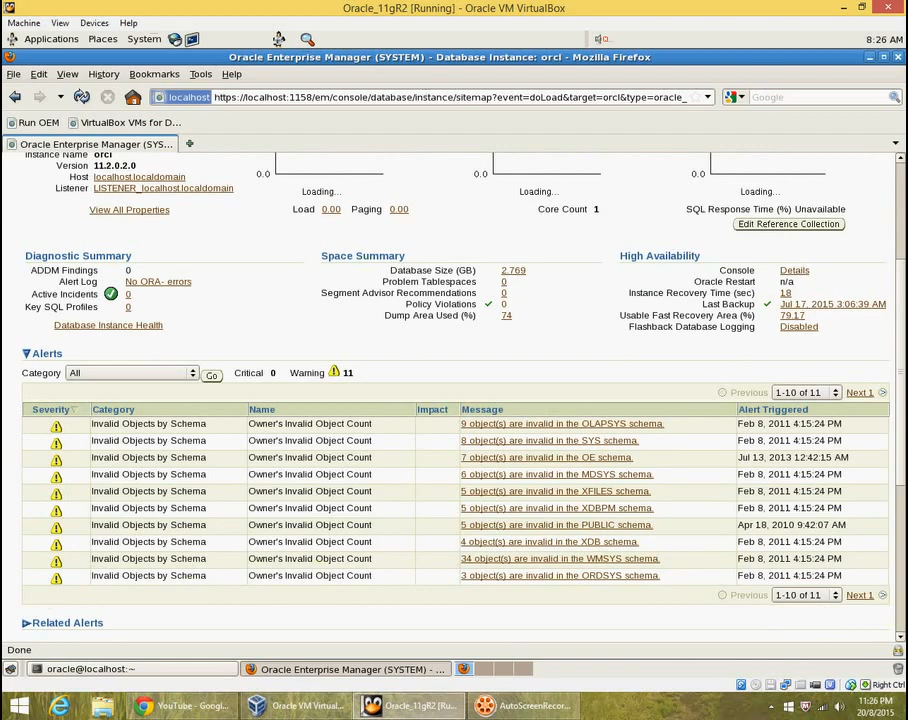 Oracle_11gR2 [Running] - Oracle VM VirtualBox
Machine View Devices Help
Applications Places System 8:26 AM
Oracle Enterprise Manager (SYSTEM) - Database Instance: orcl - Mozilla Firefox
File Edit View History Bookmarks Tools Help
localhost https://localhost:1158/em/console/database/instance/sitemap?event=doLoad&target=orcl&type=oracle_ Google
Run OEM VirtualBox VMs for D...
Oracle Enterprise Manager (SYS...
Instance Name orcl
Version 11.2.0.2.0
Host localhost.localdomain
Listener LISTENER_localhost.localdomain
View All Properties
0.0 0.0 0.0
Loading... Loading... Loading...
Load 0.00 Paging 0.00 Core Count 1 SQL Response Time (%) Unavailable
Edit Reference Collection
Diagnostic Summary
ADDM Findings 0
Alert Log No ORA- errors
Active Incidents 0
Key SQL Profiles 0
Database Instance Health
Space Summary
Database Size (GB) 2.769
Problem Tablespaces 0
Segment Advisor Recommendations 0
Policy Violations 0
Dump Area Used (%) 74
High Availability
Console Details
Oracle Restart n/a
Instance Recovery Time (sec) 18
Last Backup Jul 17, 2015 3:06:39 AM
Usable Fast Recovery Area (%) 79.17
Flashback Database Logging Disabled
Alerts
Category All Go Critical 0 Warning 11
Previous 1-10 of 11 Next 1
Severity Category Name Impact Message Alert Triggered
Invalid Objects by Schema Owner's Invalid Object Count 9 object(s) are invalid in the OLAPSYS schema. Feb 8, 2011 4:15:24 PM
Invalid Objects by Schema Owner's Invalid Object Count 8 object(s) are invalid in the SYS schema. Feb 8, 2011 4:15:24 PM
Invalid Objects by Schema Owner's Invalid Object Count 7 object(s) are invalid in the OE schema. Jul 13, 2013 12:42:15 AM
Invalid Objects by Schema Owner's Invalid Object Count 6 object(s) are invalid in the MDSYS schema. Feb 8, 2011 4:15:24 PM
Invalid Objects by Schema Owner's Invalid Object Count 5 object(s) are invalid in the XFILES schema. Feb 8, 2011 4:15:24 PM
Invalid Objects by Schema Owner's Invalid Object Count 5 object(s) are invalid in the XDBPM schema. Feb 8, 2011 4:15:24 PM
Invalid Objects by Schema Owner's Invalid Object Count 5 object(s) are invalid in the PUBLIC schema. Apr 18, 2010 9:42:07 AM
Invalid Objects by Schema Owner's Invalid Object Count 4 object(s) are invalid in the XDB schema. Feb 8, 2011 4:15:24 PM
Invalid Objects by Schema Owner's Invalid Object Count 34 object(s) are invalid in the WMSYS schema. Feb 8, 2011 4:15:24 PM
Invalid Objects by Schema Owner's Invalid Object Count 3 object(s) are invalid in the ORDSYS schema. Feb 8, 2011 4:15:24 PM
Previous 1-10 of 11 Next 1
Related Alerts
Done
oracle@localhost:~ Oracle Enterprise Manager (SYSTEM) - ...
Right Ctrl
YouTube - Googl... Oracle VM Virtual... Oracle_11gR2 [Ru... AutoScreenRecor...
11:26 PM
20/8/2015